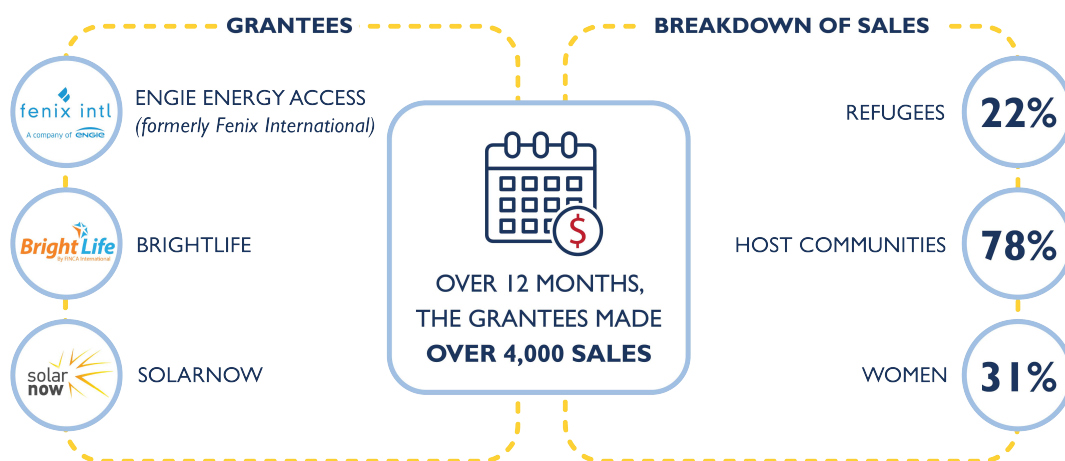 GRANTEES
fenix intl
A company of ENGIE
ENGIE ENERGY ACCESS
(formerly Fenix International)
BrightLife
By FINCA International
BRIGHTLIFE
solar
now
SOLARNOW
$
OVER 12 MONTHS,
THE GRANTEES MADE
OVER 4,000 SALES
BREAKDOWN OF SALES
REFUGEES
22%
HOST COMMUNITIES
78%
WOMEN
31%